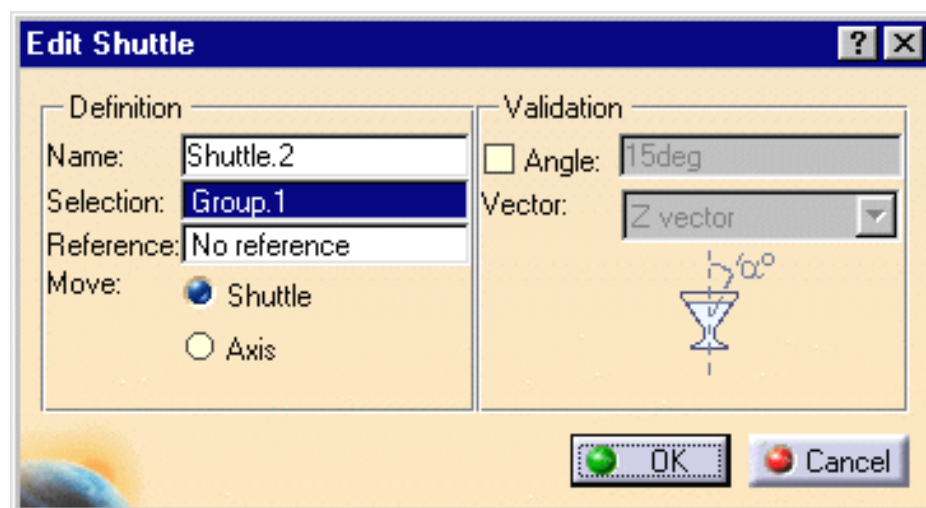 Edit Shuttle
Definition
Name: Shuttle.2
Selection: Group.1
Reference: No reference
Move: Shuttle
Axis
Validation
Angle: 15deg
Vector: Z vector
α°
OK Cancel